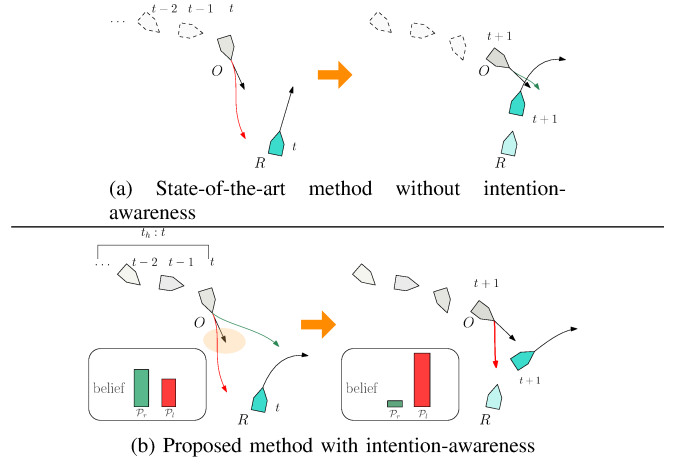 ... t − 2 t − 1 t
t + 1
O
O
t
t + 1
R
R
(a) State-of-the-art method without intention-
awareness
t_h : t
... t − 2 t − 1 t
t + 1
O
O
belief
P_r P_l
t
R
belief
P_r P_l
t + 1
R
(b) Proposed method with intention-awareness